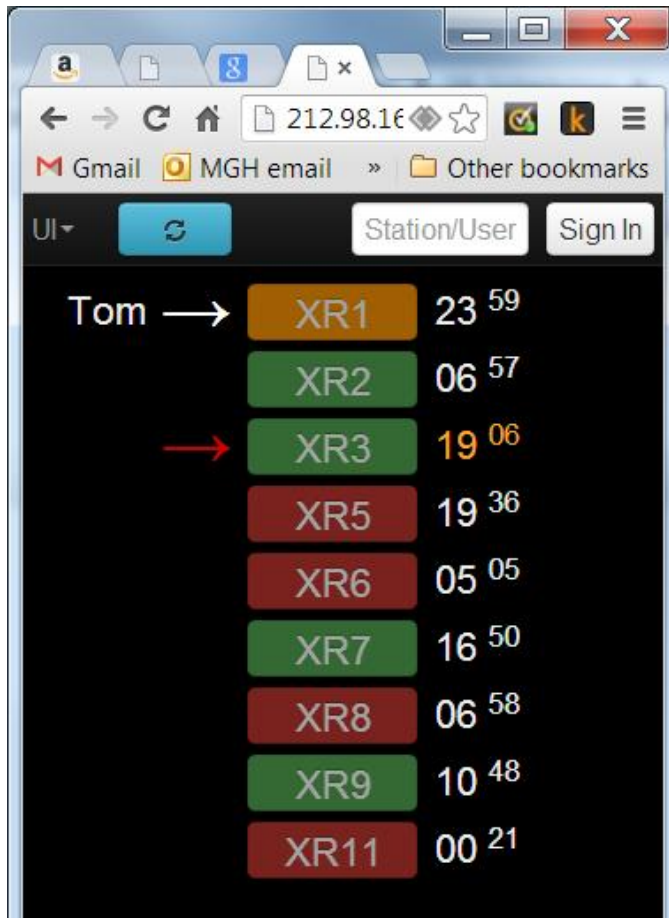 212.98.16
Gmail MGH email » Other bookmarks
UI Station/User Sign In
Tom → XR1 23 59
XR2 06 57
→ XR3 19 06
XR5 19 36
XR6 05 05
XR7 16 50
XR8 06 58
XR9 10 48
XR11 00 21